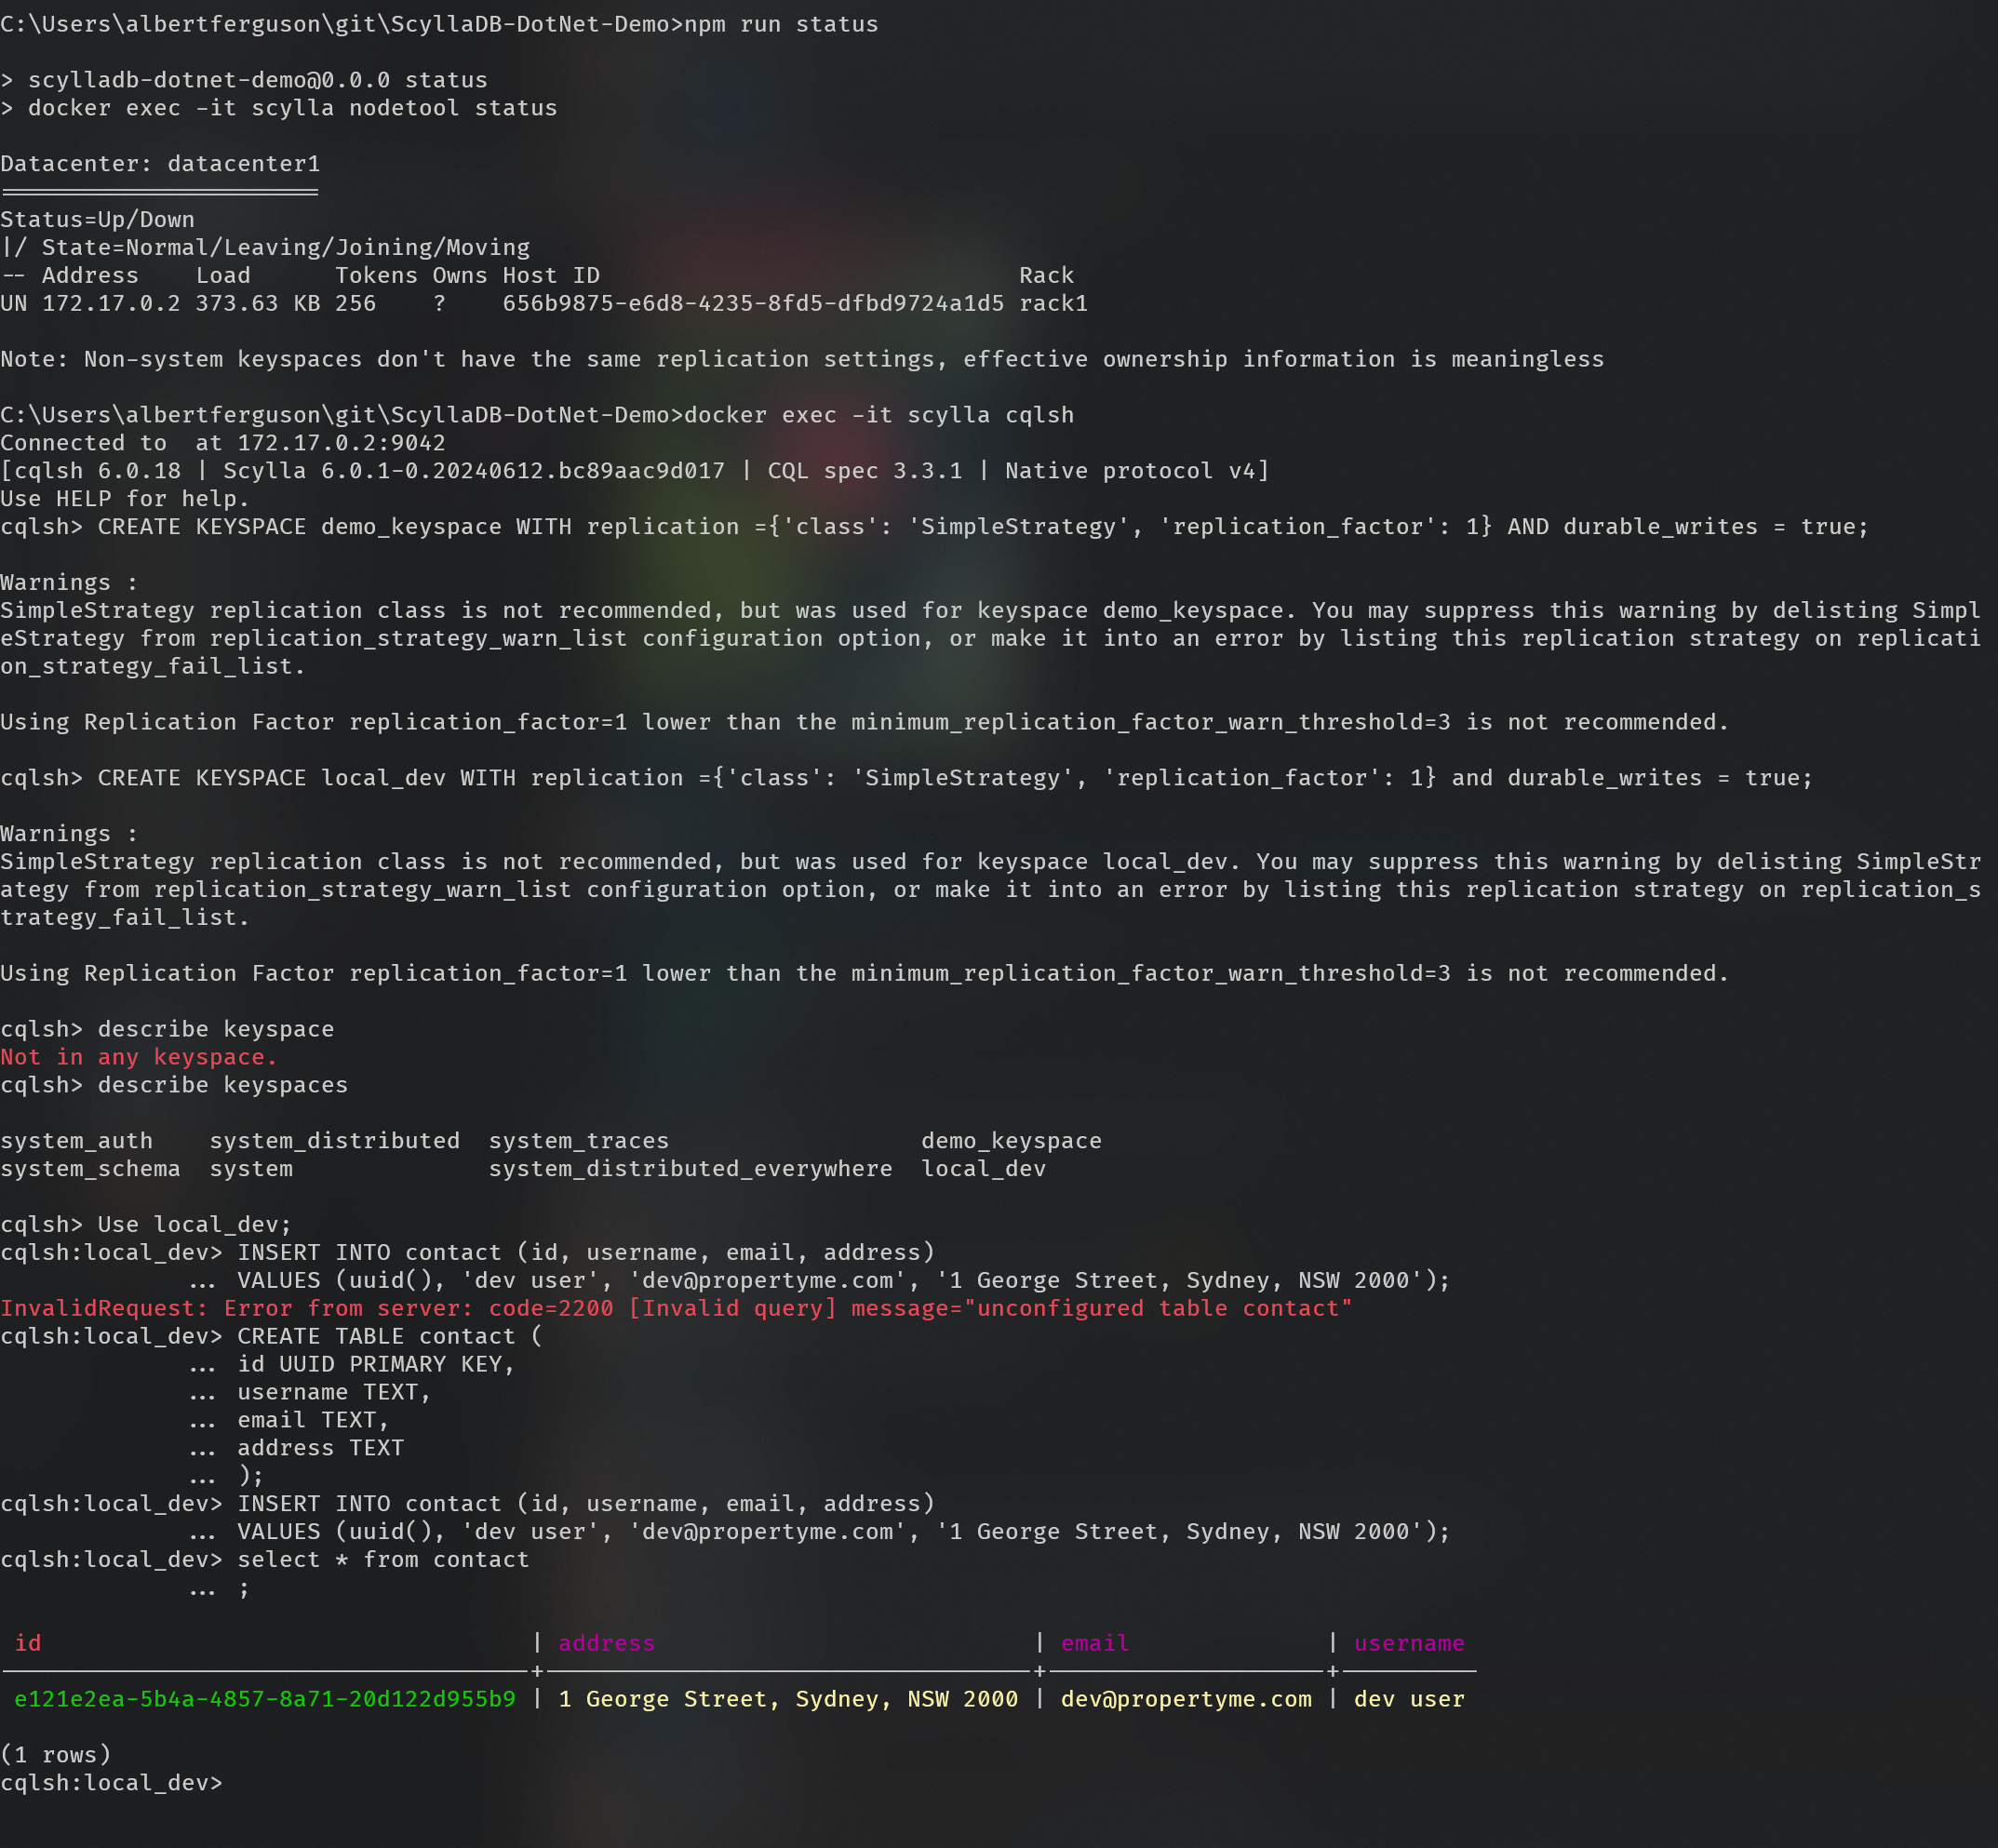 C:\Users\albertferguson\git\ScyllaDB-DotNet-Demo>npm run status
> scylladb-dotnet-demo@0.0.0 status
> docker exec -it scylla nodetool status
Datacenter: datacenter1
=======================
Status=Up/Down
|/ State=Normal/Leaving/Joining/Moving
-- Address    Load      Tokens Owns Host ID                              Rack
UN 172.17.0.2 373.63 KB 256    ?    656b9875-e6d8-4235-8fd5-dfbd9724a1d5 rack1
Note: Non-system keyspaces don't have the same replication settings, effective ownership information is meaningless
C:\Users\albertferguson\git\ScyllaDB-DotNet-Demo>docker exec -it scylla cqlsh
Connected to  at 172.17.0.2:9042
[cqlsh 6.0.18 | Scylla 6.0.1-0.20240612.bc89aac9d017 | CQL spec 3.3.1 | Native protocol v4]
Use HELP for help.
cqlsh> CREATE KEYSPACE demo_keyspace WITH replication ={'class': 'SimpleStrategy', 'replication_factor': 1} AND durable_writes = true;
Warnings :
SimpleStrategy replication class is not recommended, but was used for keyspace demo_keyspace. You may suppress this warning by delisting Simpl
eStrategy from replication_strategy_warn_list configuration option, or make it into an error by listing this replication strategy on replicati
on_strategy_fail_list.
Using Replication Factor replication_factor=1 lower than the minimum_replication_factor_warn_threshold=3 is not recommended.
cqlsh> CREATE KEYSPACE local_dev WITH replication ={'class': 'SimpleStrategy', 'replication_factor': 1} and durable_writes = true;
Warnings :
SimpleStrategy replication class is not recommended, but was used for keyspace local_dev. You may suppress this warning by delisting SimpleStr
ategy from replication_strategy_warn_list configuration option, or make it into an error by listing this replication strategy on replication_s
trategy_fail_list.
Using Replication Factor replication_factor=1 lower than the minimum_replication_factor_warn_threshold=3 is not recommended.
cqlsh> describe keyspace
Not in any keyspace.
cqlsh> describe keyspaces
system_auth    system_distributed  system_traces                  demo_keyspace
system_schema  system              system_distributed_everywhere  local_dev
cqlsh> Use local_dev;
cqlsh:local_dev> INSERT INTO contact (id, username, email, address)
             ... VALUES (uuid(), 'dev user', 'dev@propertyme.com', '1 George Street, Sydney, NSW 2000');
InvalidRequest: Error from server: code=2200 [Invalid query] message="unconfigured table contact"
cqlsh:local_dev> CREATE TABLE contact (
             ... id UUID PRIMARY KEY,
             ... username TEXT,
             ... email TEXT,
             ... address TEXT
             ... );
cqlsh:local_dev> INSERT INTO contact (id, username, email, address)
             ... VALUES (uuid(), 'dev user', 'dev@propertyme.com', '1 George Street, Sydney, NSW 2000');
cqlsh:local_dev> select * from contact
             ... ;
 id                                   | address                           | email              | username
--------------------------------------+-----------------------------------+--------------------+----------
 e121e2ea-5b4a-4857-8a71-20d122d955b9 | 1 George Street, Sydney, NSW 2000 | dev@propertyme.com | dev user
(1 rows)
cqlsh:local_dev>